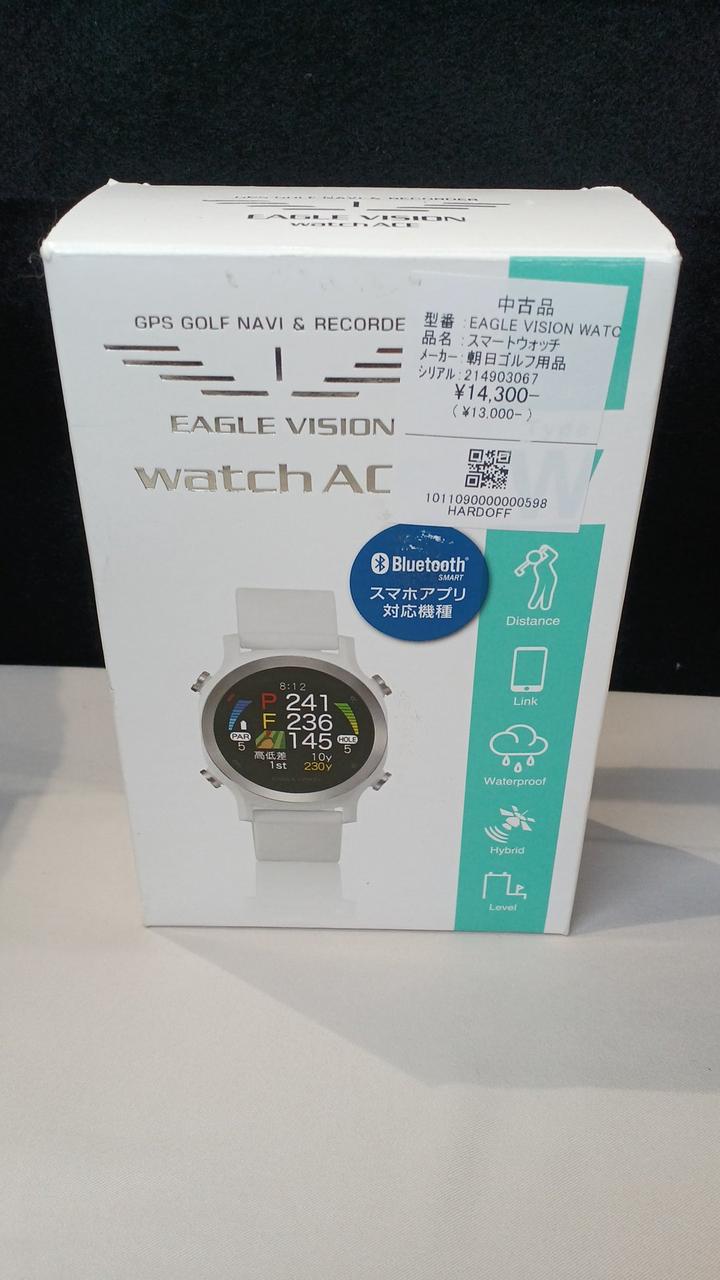 GPS GOLF NAVI & RECORDER
EAGLE VISION
watch ACE
GPS GOLF NAVI & RECORDE
EAGLE VISION
watch AC
中古品
型番:EAGLE VISION WATC
品名:スマートウォッチ
メーカー:朝日ゴルフ用品
シリアル:214903067
¥14,300-
(¥13,000-)
1011090000000598
HARDOFF
Type
W
Bluetooth
SMART
スマホアプリ
対応機種
8:12
P 241
F 236
145
PAR
5
HOLE
5
高低差 10y
1st 230y
EAGLE VISION
Distance
Link
Waterproof
Hybrid
Level